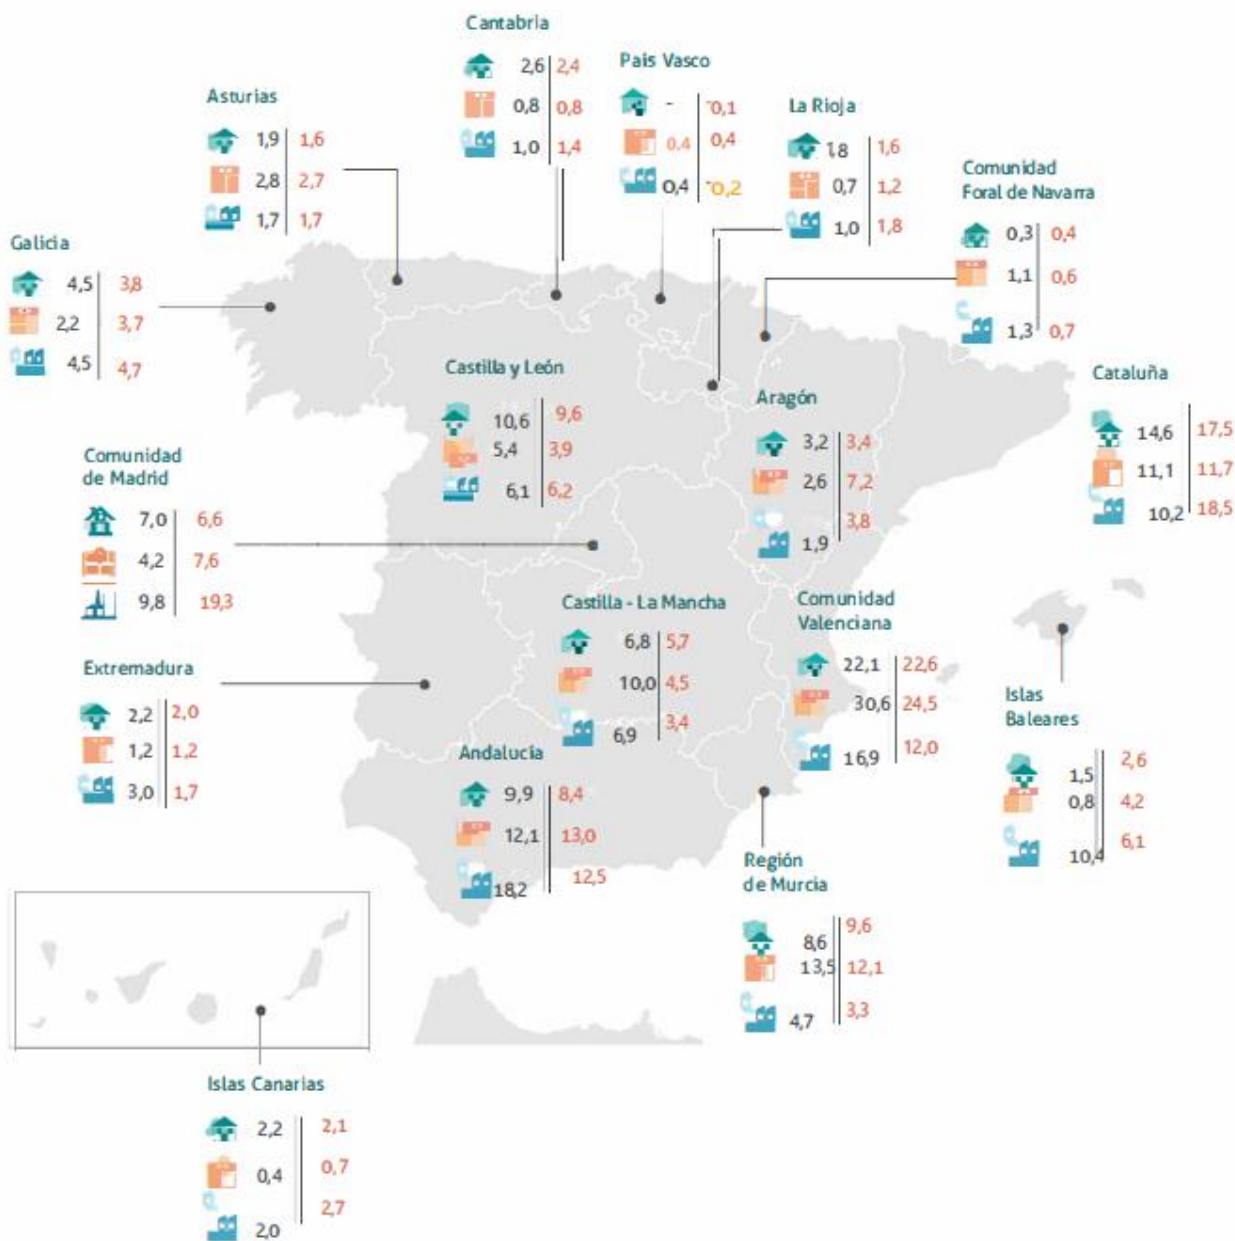 Cantabria
2,6 2,4
0,8 0,8
1,0 1,4
Pais Vasco
- -0,1
0,4 0,4
0,4 -0,2
Asturias
1,9 1,6
2,8 2,7
1,7 1,7
La Rioja
1,8 1,6
0,7 1,2
1,0 1,8
Comunidad
Foral de Navarra
0,3 0,4
1,1 0,6
1,3 0,7
Galicia
4,5 3,8
2,2 3,7
4,5 4,7
Castilla y León
10,6 9,6
5,4 3,9
6,1 6,2
Aragón
3,2 3,4
2,6 7,2
1,9 3,8
Cataluña
14,6 17,5
11,1 11,7
10,2 18,5
Comunidad
de Madrid
7,0 6,6
4,2 7,6
9,8 19,3
Castilla - La Mancha
6,8 5,7
10,0 4,5
6,9 3,4
Comunidad
Valenciana
22,1 22,6
30,6 24,5
16,9 12,0
Extremadura
2,2 2,0
1,2 1,2
3,0 1,7
Islas
Baleares
1,5 2,6
0,8 4,2
10,4 6,1
Andalucia
9,9 8,4
12,1 13,0
18,2 12,5
Región
de Murcia
8,6 9,6
13,5 12,1
4,7 3,3
Islas Canarias
2,2 2,1
0,4 0,7
2,0 2,7